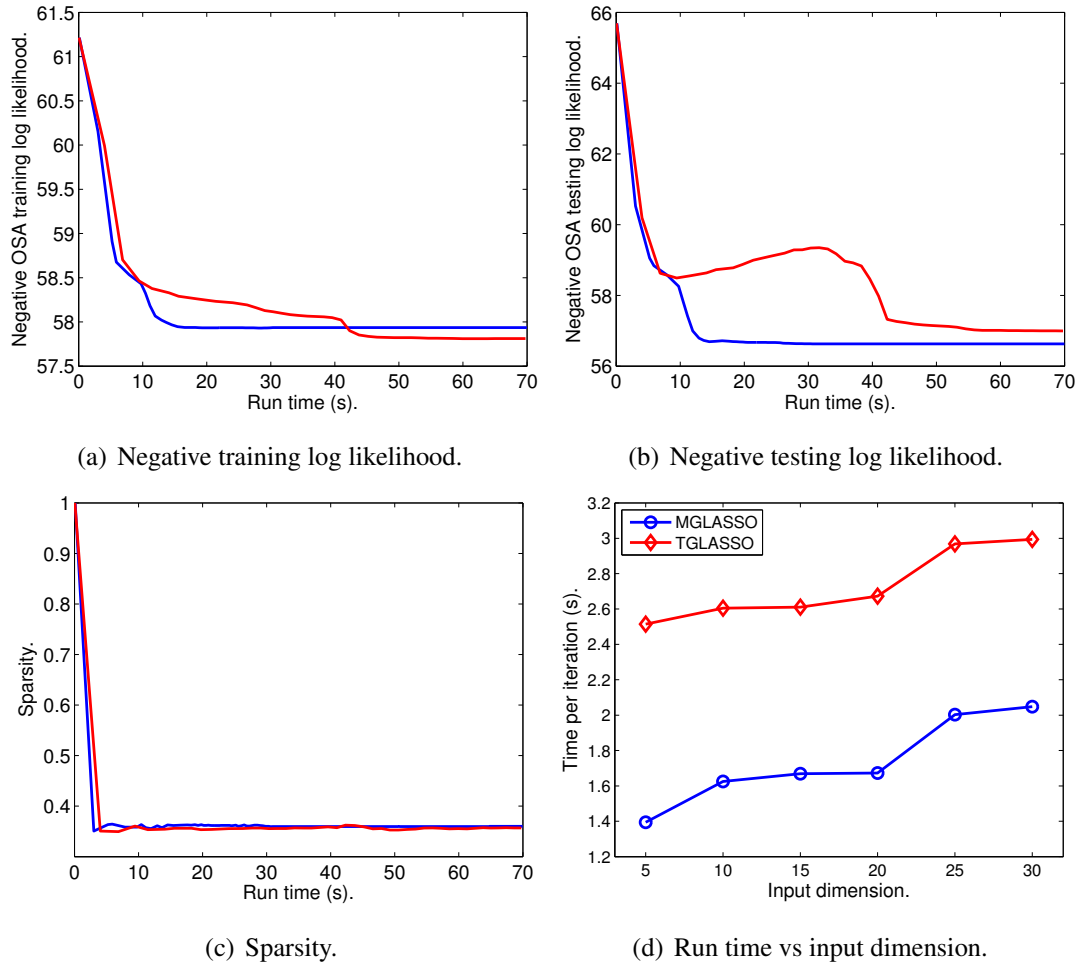 61.5
61
60.5
60
59.5
59
58.5
58
57.5
Negative OSA training log likelihood.
0 10 20 30 40 50 60 70
Run time (s).
(a) Negative training log likelihood.
66
64
62
60
58
56
Negative OSA testing log likelihood.
0 10 20 30 40 50 60 70
Run time (s).
(b) Negative testing log likelihood.
1
0.9
0.8
0.7
0.6
0.5
0.4
Sparsity.
0 10 20 30 40 50 60 70
Run time (s).
(c) Sparsity.
3.2
3
2.8
2.6
2.4
2.2
2
1.8
1.6
1.4
1.2
Time per iteration (s).
MGLASSO
TGLASSO
5 10 15 20 25 30
Input dimension.
(d) Run time vs input dimension.